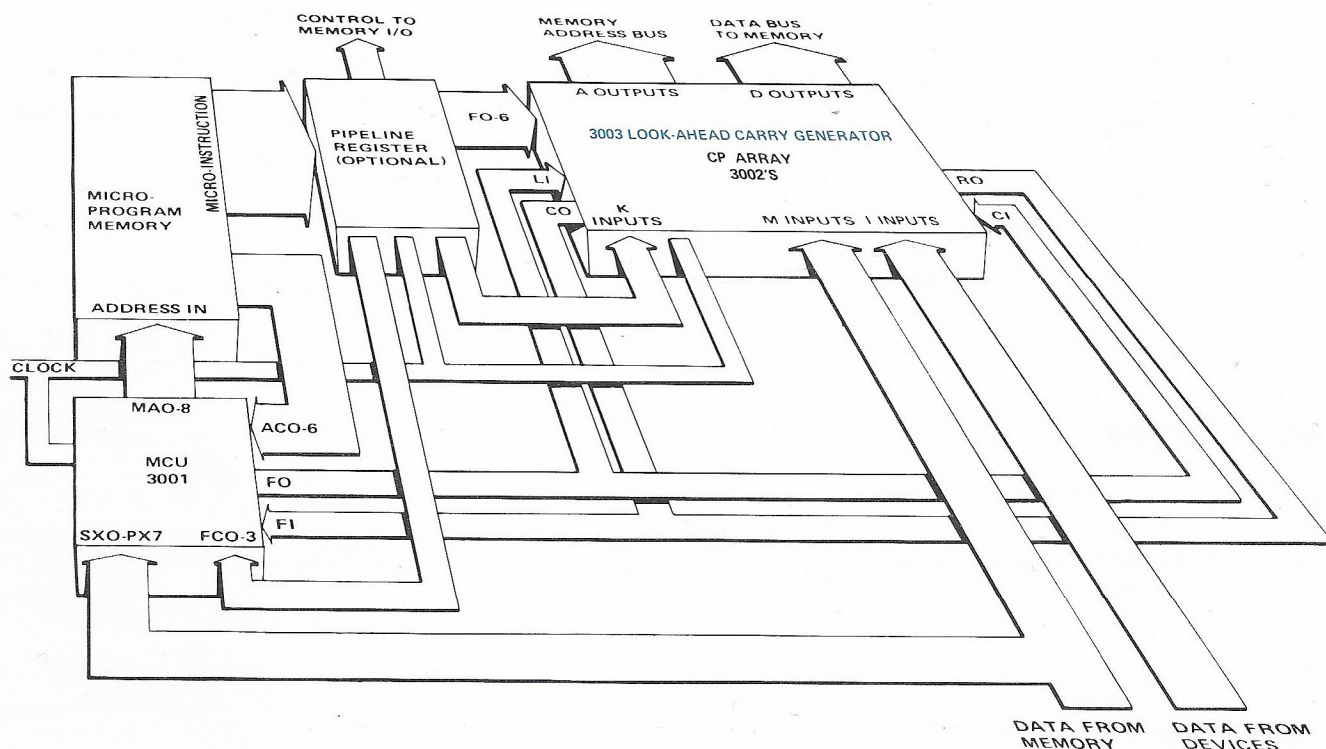 CONTROL TO
MEMORY I/O
MEMORY
ADDRESS BUS
DATA BUS
TO MEMORY
MICRO-INSTRUCTION
MICRO-
PROGRAM
MEMORY
ADDRESS IN
PIPELINE
REGISTER
(OPTIONAL)
FO-6
A OUTPUTS
D OUTPUTS
3003 LOOK-AHEAD CARRY GENERATOR
CP ARRAY
3002'S
LI
CO
K
INPUTS
M INPUTS
I INPUTS
RO
CI
CLOCK
MAO-8
ACO-6
MCU
3001
FO
FI
SXO-PX7
FCO-3
DATA FROM
MEMORY
DATA FROM
DEVICES